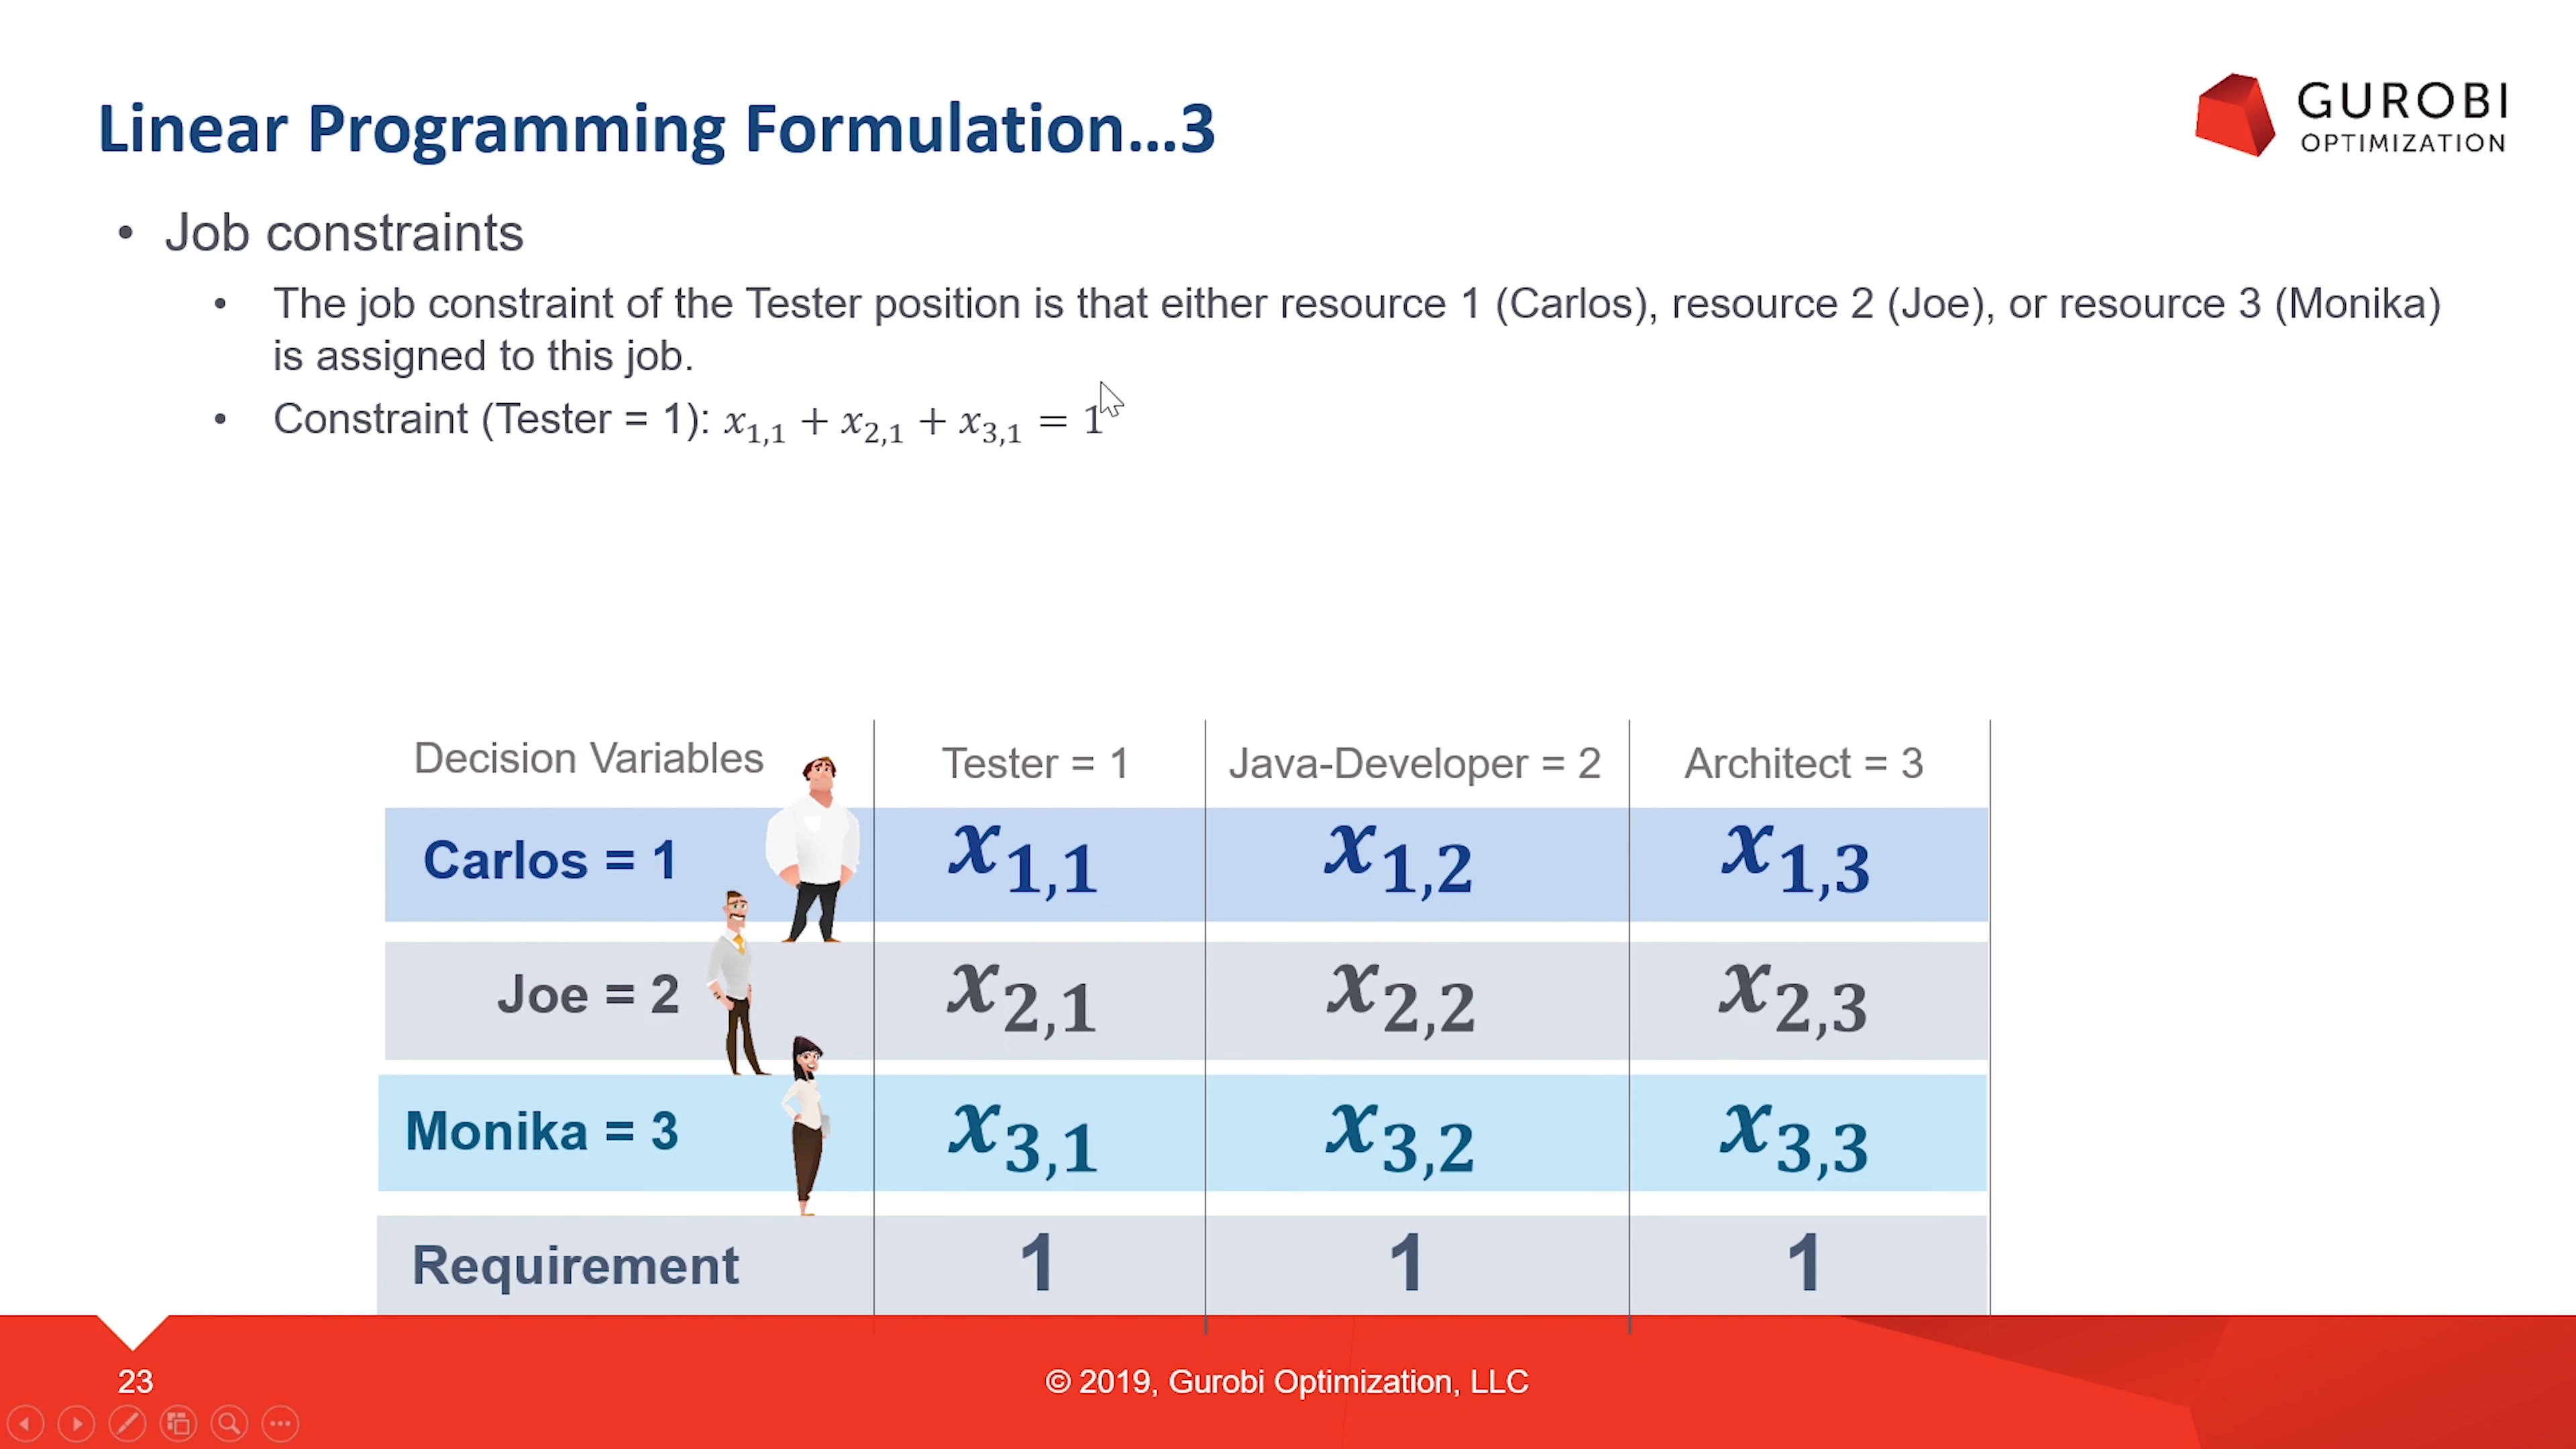 Linear Programming Formulation...3
GUROBI
OPTIMIZATION
• Job constraints
• The job constraint of the Tester position is that either resource 1 (Carlos), resource 2 (Joe), or resource 3 (Monika)
is assigned to this job.
• Constraint (Tester = 1): x₁,₁ + x₂,₁ + x₃,₁ = 1
Decision Variables Tester = 1 Java-Developer = 2 Architect = 3
Carlos = 1 x₁,₁ x₁,₂ x₁,₃
Joe = 2 x₂,₁ x₂,₂ x₂,₃
Monika = 3 x₃,₁ x₃,₂ x₃,₃
Requirement 1 1 1
23
© 2019, Gurobi Optimization, LLC